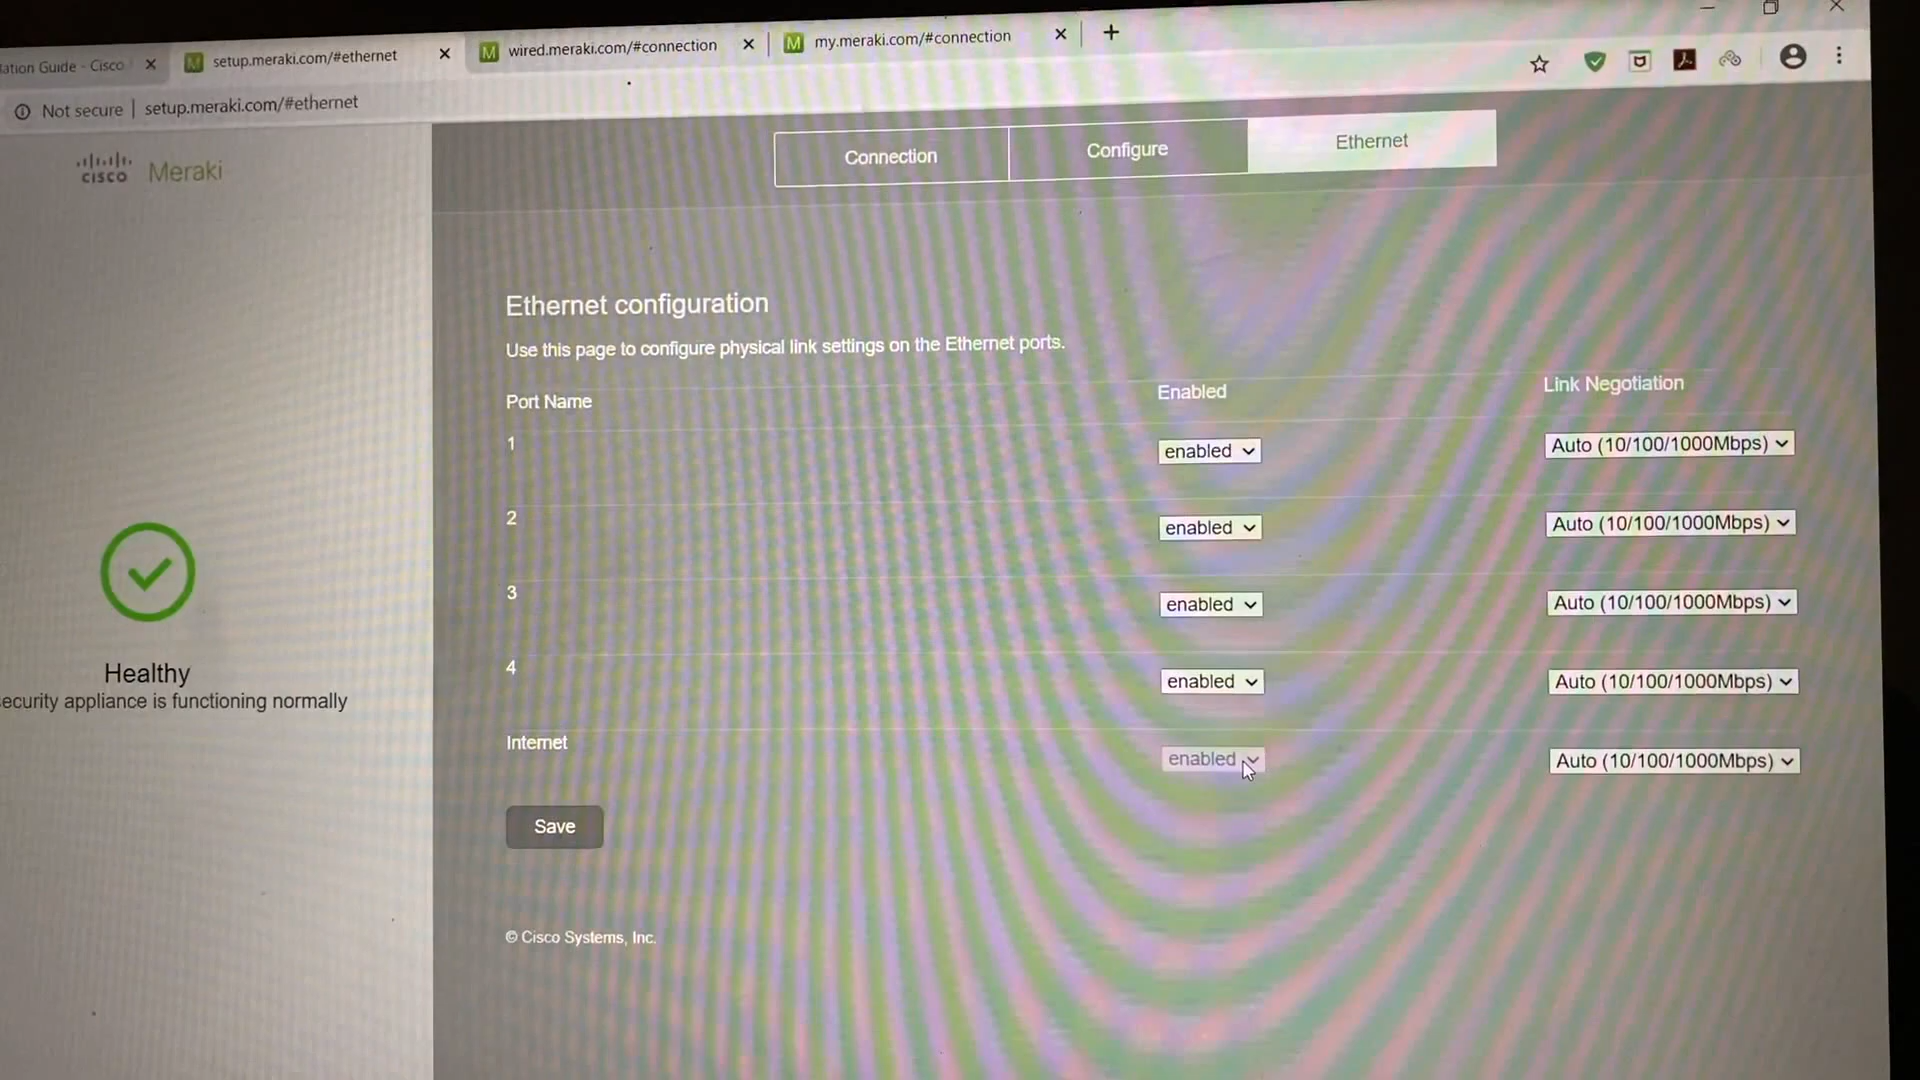 lation Guide - Cisco
setup.meraki.com/#ethernet
wired.meraki.com/#connection
my.meraki.com/#connection
Not secure | setup.meraki.com/#ethernet
cisco Meraki
Connection
Configure
Ethernet
Ethernet configuration
Use this page to configure physical link settings on the Ethernet ports.
Port Name Enabled Link Negotiation
1 enabled Auto (10/100/1000Mbps)
2 enabled Auto (10/100/1000Mbps)
3 enabled Auto (10/100/1000Mbps)
4 enabled Auto (10/100/1000Mbps)
Internet enabled Auto (10/100/1000Mbps)
Save
Healthy
ecurity appliance is functioning normally
© Cisco Systems, Inc.